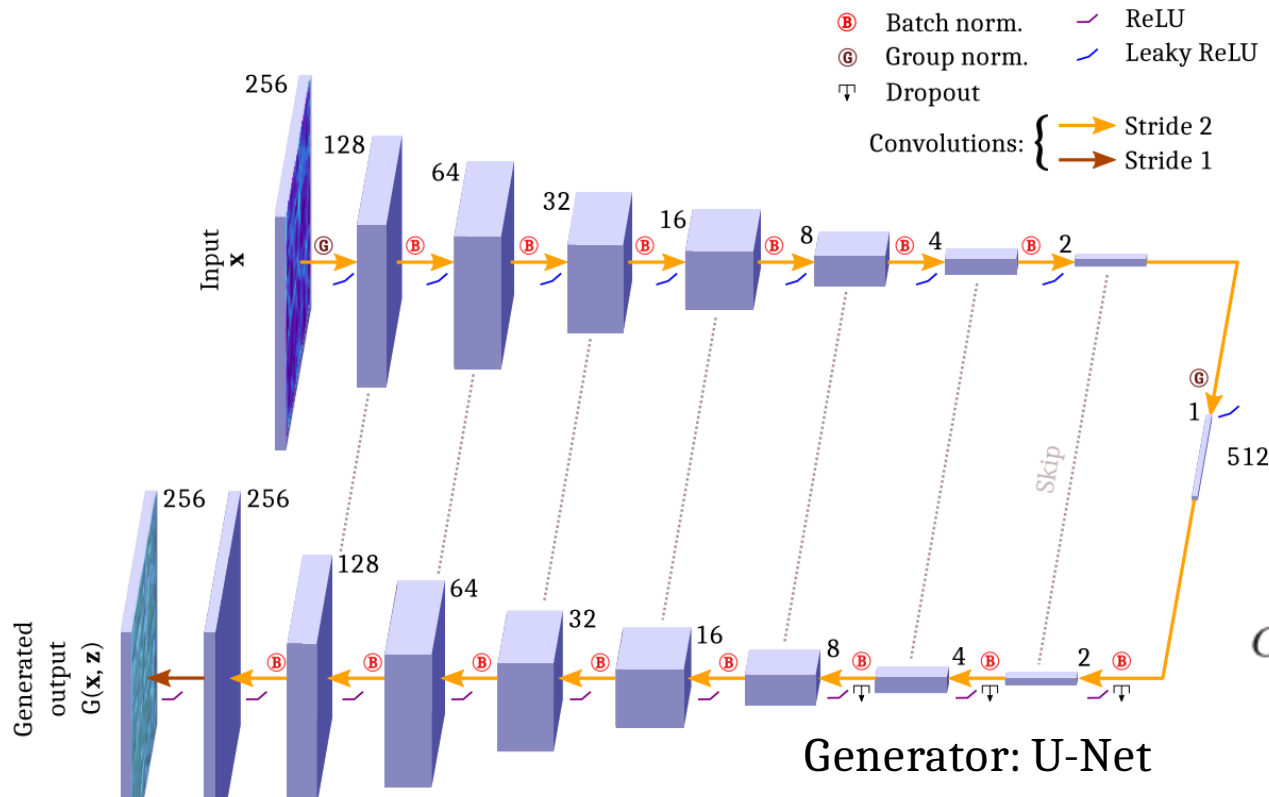 Ⓑ Batch norm.
ReLU
Ⓖ Group norm.
Leaky ReLU
Dropout
Convolutions: {
Stride 2
Stride 1
256
128
64
32
16
8
4
2
G
B
B
B
B
B
B
Input
x
G
1
512
Skip
256
256
128
64
32
16
8
4
2
B
B
B
B
B
B
B
B
Generated
output
G(x, z)
Generator: U-Net